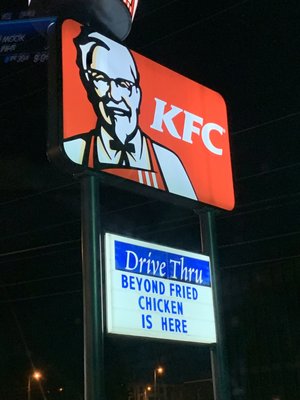 KFC
Drive Thru
BEYOND FRIED
CHICKEN
IS HERE